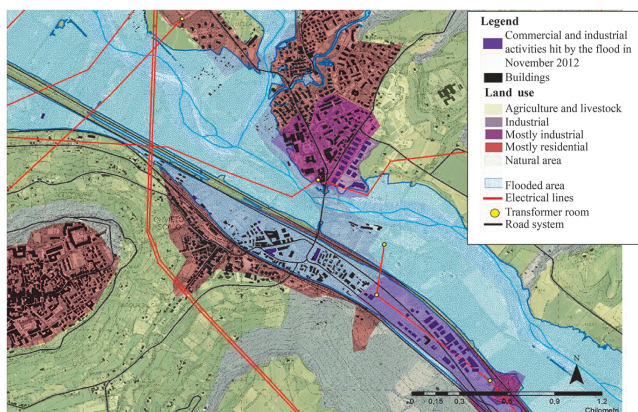 Legend
Commercial and industrial
activities hit by the flood in
November 2012
Buildings
Land use
Agriculture and livestock
Industrial
Mostly industrial
Mostly residential
Natural area
Flooded area
Electrical lines
Transformer room
Road system
N
0 0,15 0,3 0,6 0,9 1,2
Chilometri